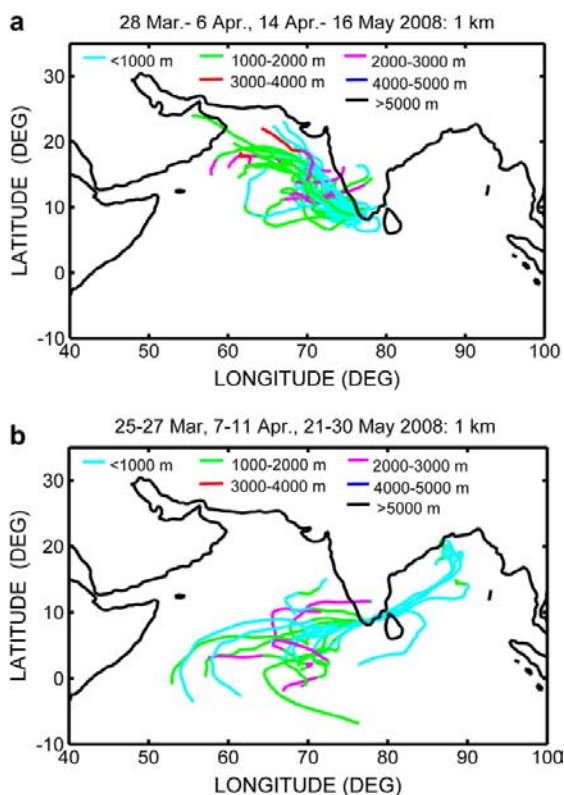 a
28 Mar.- 6 Apr., 14 Apr.- 16 May 2008: 1 km
<1000 m 1000-2000 m 2000-3000 m
3000-4000 m 4000-5000 m
>5000 m
30
20
10
0
-10
LATITUDE (DEG)
40 50 60 70 80 90 100
LONGITUDE (DEG)
b
25-27 Mar, 7-11 Apr., 21-30 May 2008: 1 km
<1000 m 1000-2000 m 2000-3000 m
3000-4000 m 4000-5000 m
>5000 m
30
20
10
0
-10
LATITUDE (DEG)
40 50 60 70 80 90 100
LONGITUDE (DEG)